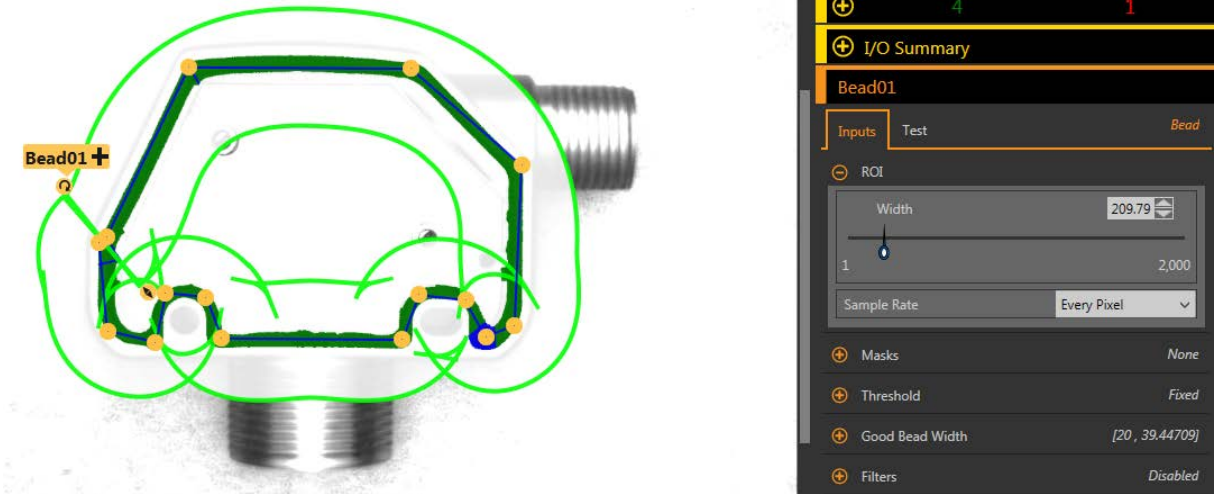 Bead01
4 1
I/O Summary
Bead01
Inputs Test Bead
ROI
Width 209.79
1 2,000
Sample Rate Every Pixel
Masks None
Threshold Fixed
Good Bead Width [20 , 39.44709]
Filters Disabled